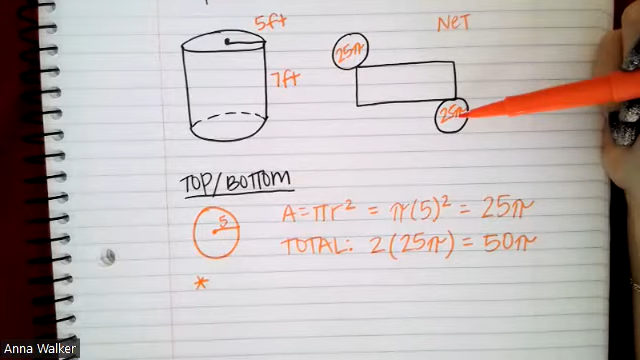 5ft
NET
25π
7ft
25π
TOP/BOTTOM
5
A=πr² = π(5)² = 25π
TOTAL: 2(25π) = 50π
*
Anna Walker